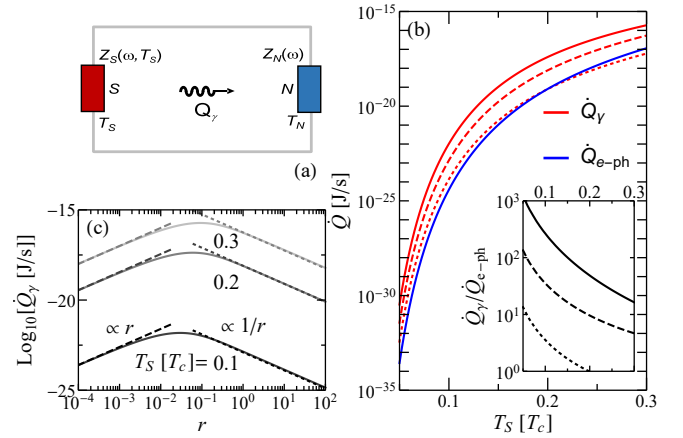 Z_S(ω,T_S)
Z_N(ω)
S
N
Q_γ
T_S
T_N
(a)
10^−15
10^−20
10^−30
10^−35
Q̇ [J/s]
(b)
Q̇_γ
Q̇_e−ph
0.1 0.2 0.3
10^3
10^2
10^1
10^0
Q̇_γ/Q̇_e−ph
0.1 0.2 0.3
T_S [T_c]
(c)
−15
−20
−25
Log_10[Q̇_γ [J/s]]
0.3
0.2
∝ r
∝ 1/r
T_S [T_c]= 0.1
10^−4 10^−3 10^−2 10^−1 10^0 10^1 10^2
r